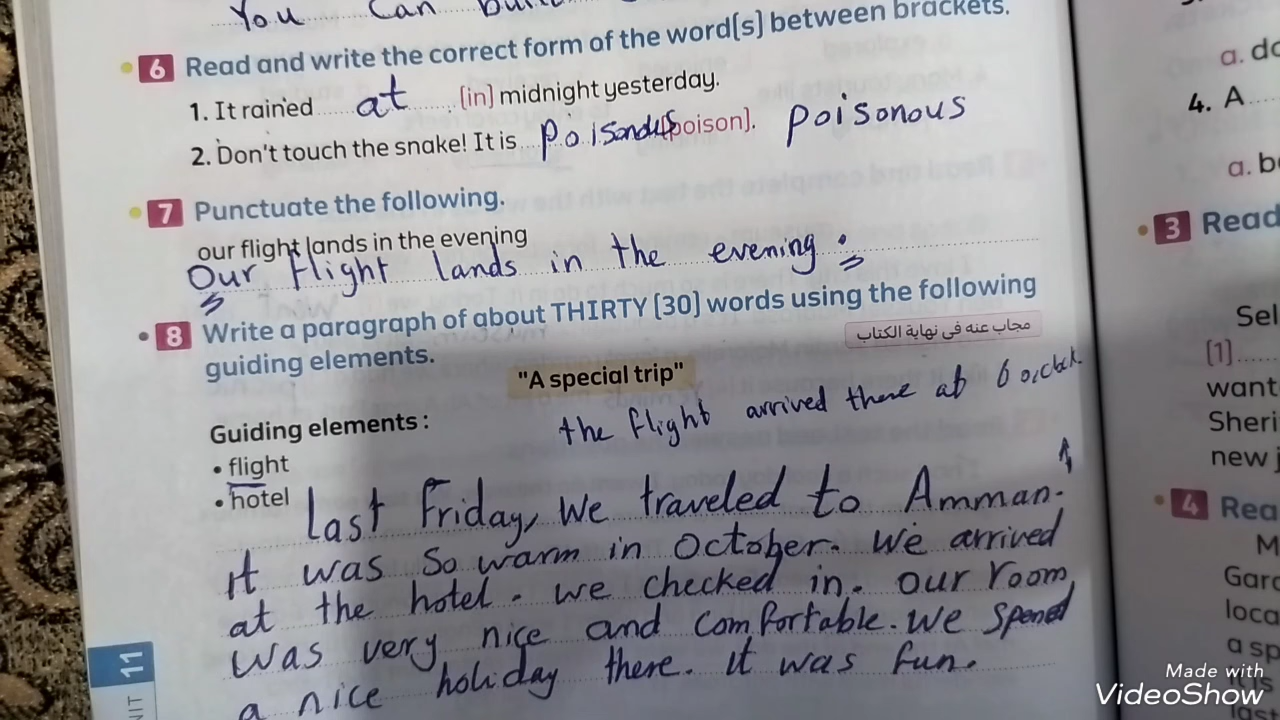 You can
6 Read and write the correct form of the word(s) between brackets.
1. It rained at [in] midnight yesterday.
2. Don't touch the snake! It is poisonous [poison]. poisonous
7 Punctuate the following.
our flight lands in the evening
Our flight lands in the evening.
8 Write a paragraph of about THIRTY (30) words using the following
guiding elements.
مجاب عنه فى نهاية الكتاب
"A special trip"
the flight arrived there at 6 o'clock
Guiding elements:
• flight
• hotel
last Friday, we traveled to Amman.
it was so warm in October. we arrived
at the hotel. we checked in. our room
was very nice and comfortable. we spend
a nice holiday there. it was fun.
UNIT 11
a. do
4. A
a. b
3 Read
Sel
[1]
want
Sheri
new j
4 Rea
M
Gard
loca
a sp
Made with
VideoShow